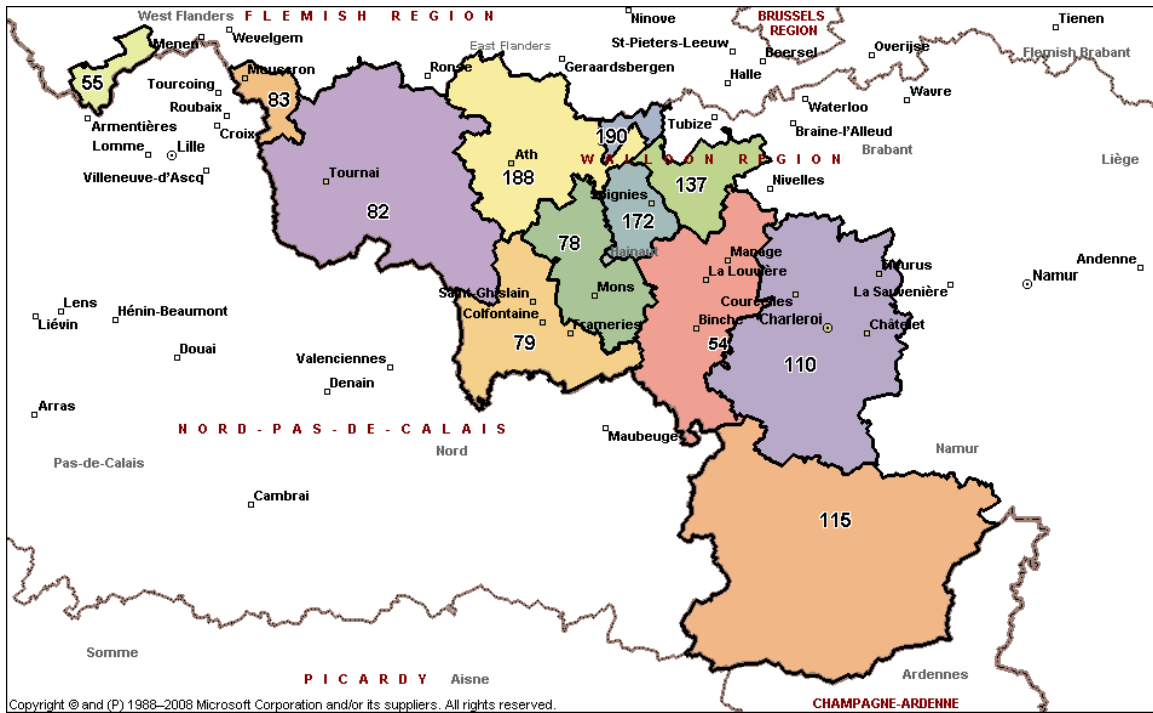 West Flanders
FLEMISH REGION
Ninove
BRUSSELS REGION
Tienen
Menen
Wevelgem
East Flanders
St-Pieters-Leeuw
Beersel
Overijse
Flemish Brabant
55
Mouscron
Ronse
Geraardsbergen
Halle
Tourcoing
83
Roubaix
Waterloo
Wavre
Armentières
Croix
190
Tubize
Braine-l'Alleud
Lomme
Lille
Ath
WALLOON REGION
Brabant
Liège
Villeneuve-d'Ascq
Tournai
188
137
Nivelles
Soignies
82
172
78
Hainaut
Manage
Andenne
La Louvière
Fleurus
Namur
Lens
Saint-Ghislain
Mons
Courcelles
La Sauvenière
Liévin
Hénin-Beaumont
Colfontaine
Frameries
Binche
Charleroi
Châtelet
79
54
Douai
Valenciennes
110
Denain
Arras
NORD-PAS-DE-CALAIS
Maubeuge
Nord
Namur
Pas-de-Calais
Cambrai
115
Somme
PICARDY
Aisne
Ardennes
Copyright © and (P) 1988–2008 Microsoft Corporation and/or its suppliers. All rights reserved.
CHAMPAGNE-ARDENNE